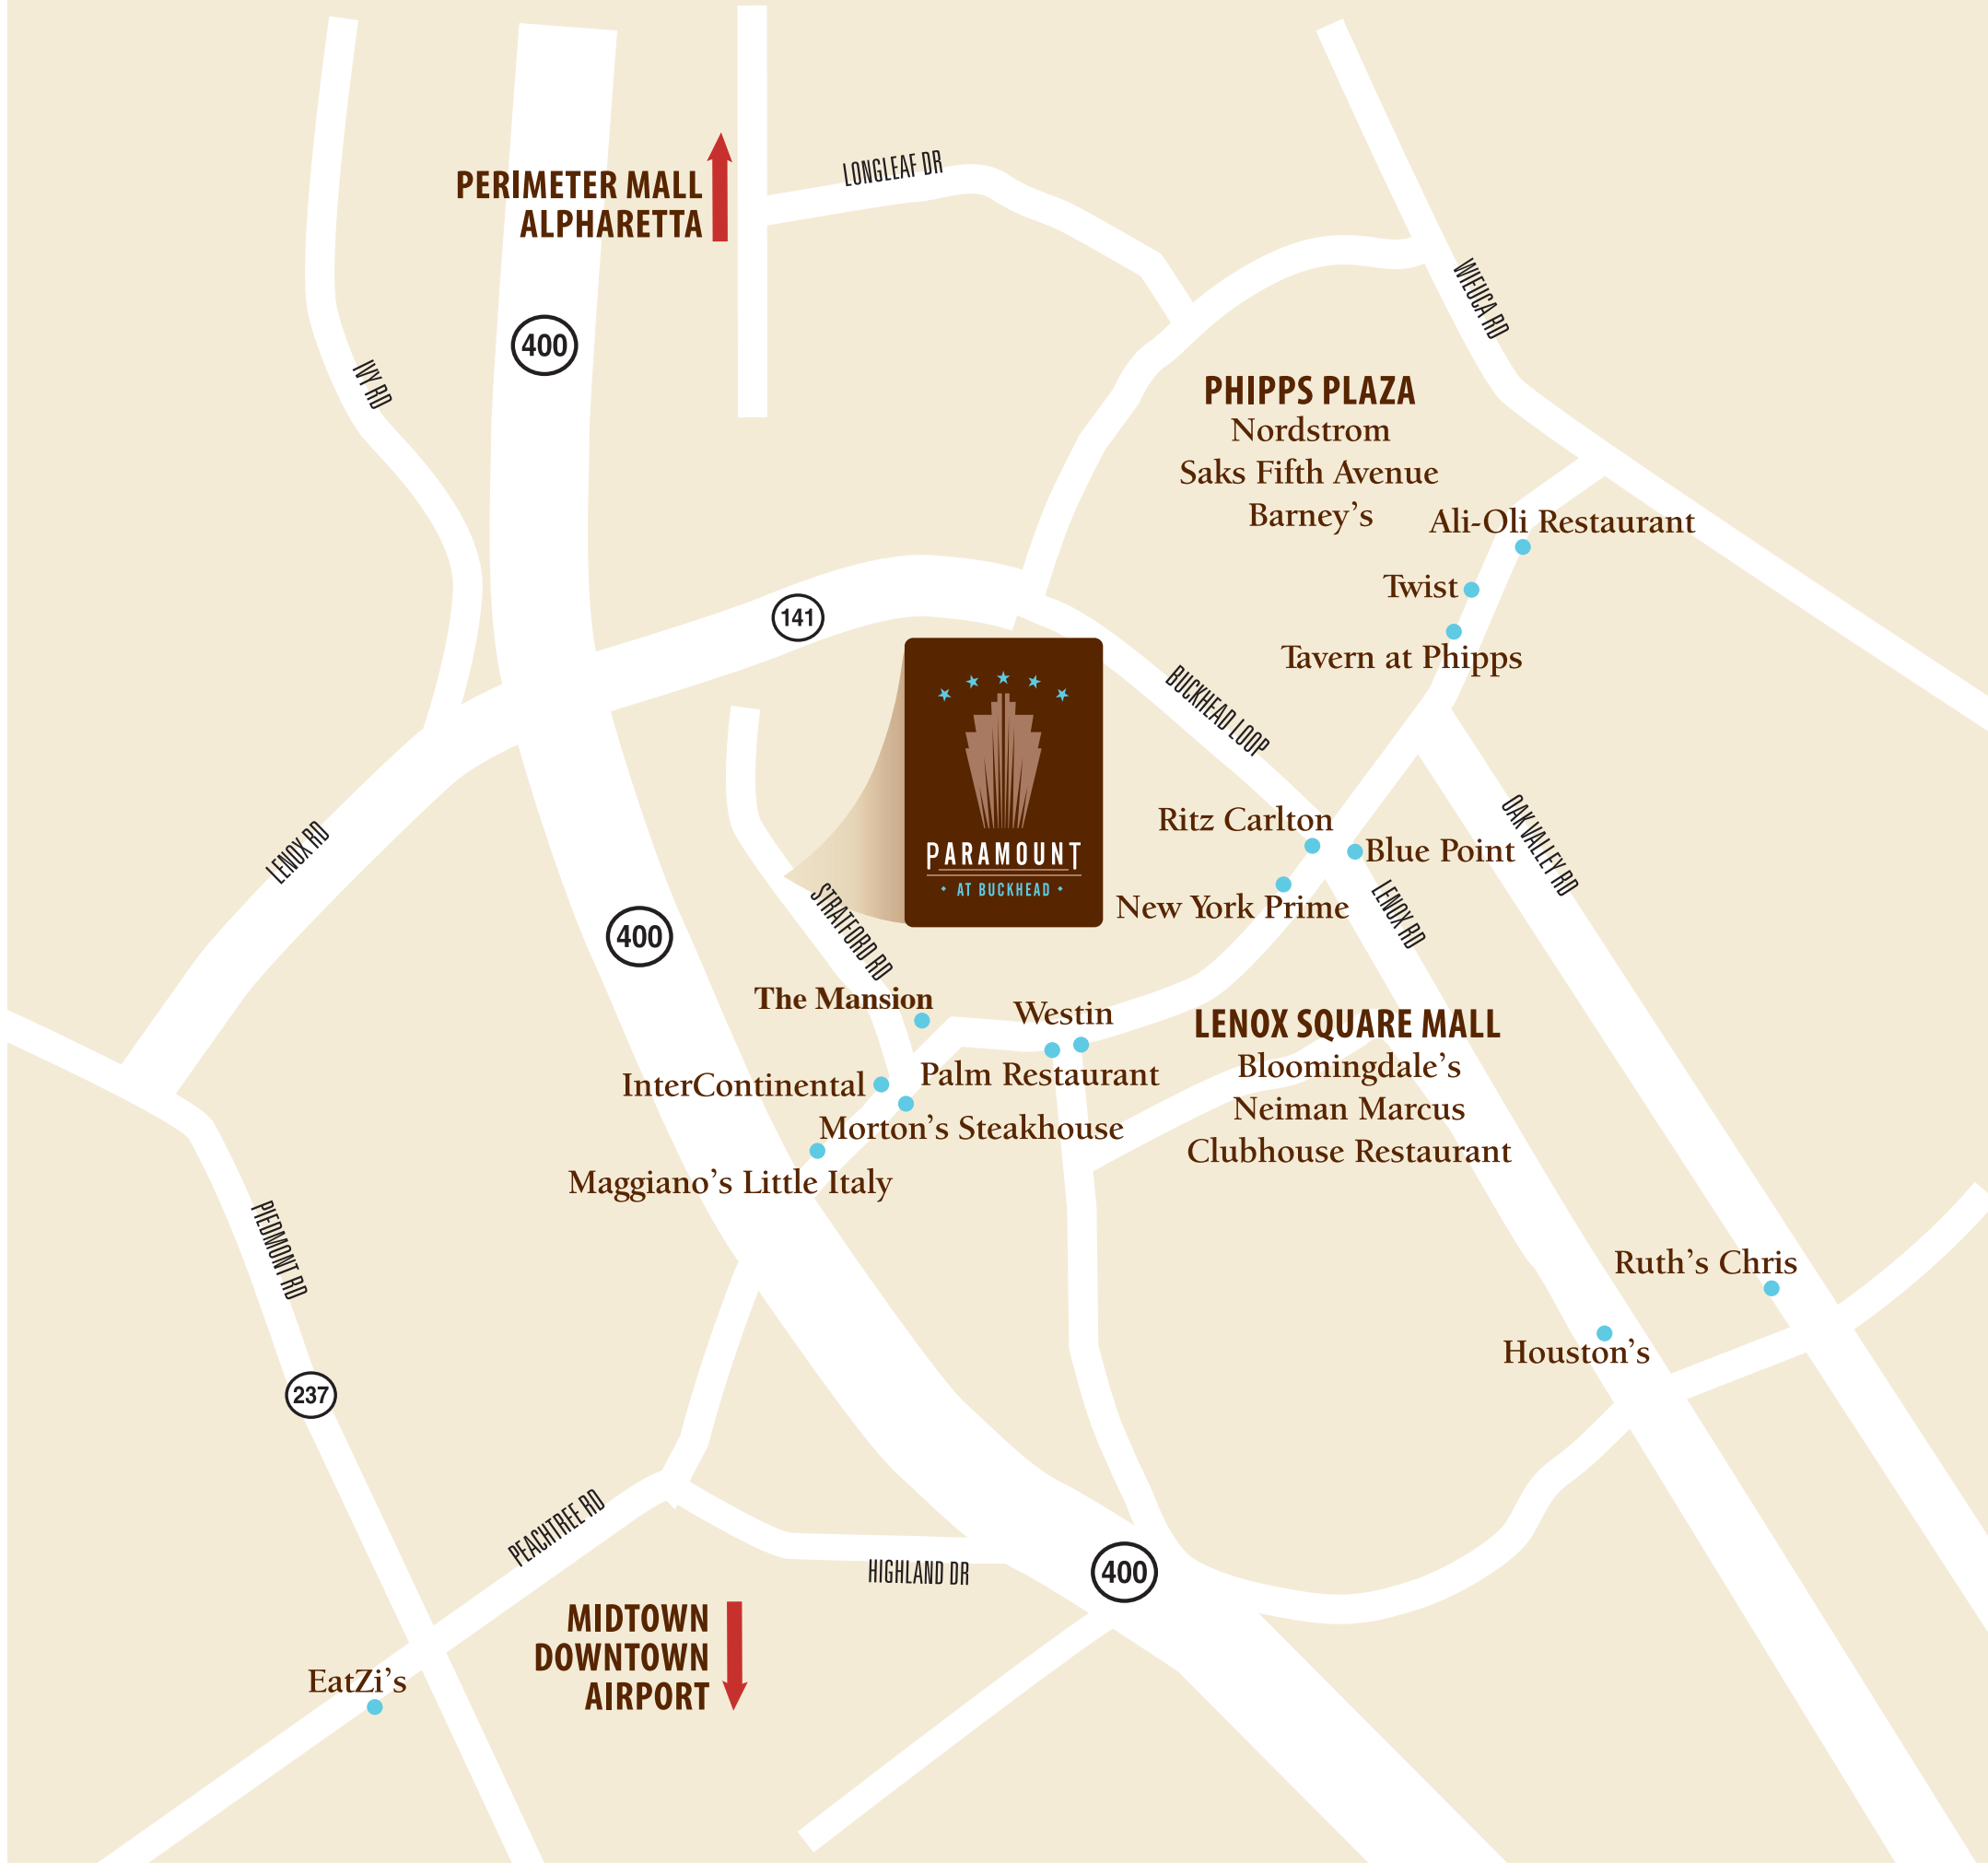 LONGLEAF DR
PERIMETER MALL
ALPHARETTA
WIEUCA RD
400
IVY RD
PHIPPS PLAZA
Nordstrom
Saks Fifth Avenue
Barney's
Ali-Oli Restaurant
Twist
Tavern at Phipps
141
BUCKHEAD LOOP
PARAMOUNT
AT BUCKHEAD
LENOX RD
Ritz Carlton
Blue Point
OAK VALLEY RD
New York Prime
LENOX RD
STRATFORD RD
400
The Mansion
Westin
LENOX SQUARE MALL
Bloomingdale's
Neiman Marcus
Clubhouse Restaurant
InterContinental
Palm Restaurant
Morton's Steakhouse
Maggiano's Little Italy
PIEDMONT RD
Ruth's Chris
Houston's
237
PEACHTREE RD
HIGHLAND DR
400
MIDTOWN
DOWNTOWN
AIRPORT
EatZi's